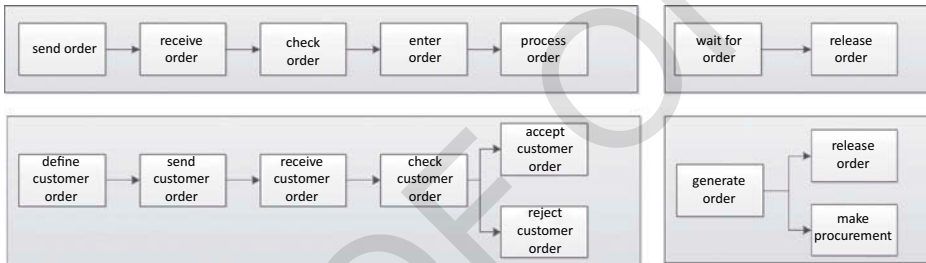 send order
receive
order
check
order
enter
order
process
order
wait for
order
release
order
define
customer
order
send
customer
order
receive
customer
order
check
customer
order
accept
customer
order
reject
customer
order
generate
order
release
order
make
procurement